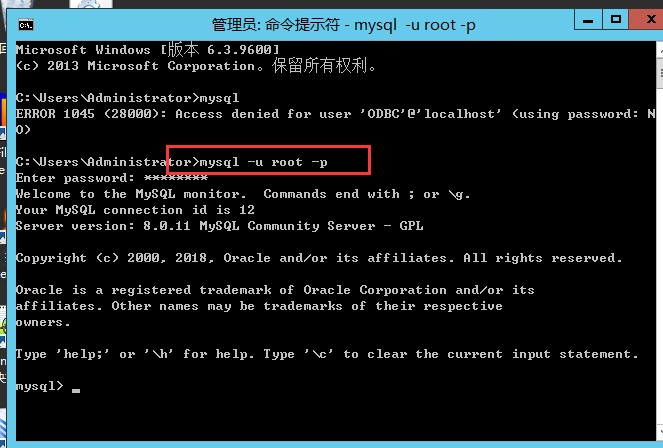 管理员: 命令提示符 - mysql -u root -p
Microsoft Windows [版本 6.3.9600]
(c) 2013 Microsoft Corporation。保留所有权利。
C:\Users\Administrator>mysql
ERROR 1045 (28000): Access denied for user 'ODBC'@'localhost' (using password: N
O)
C:\Users\Administrator>mysql -u root -p
Enter password: ********
Welcome to the MySQL monitor.  Commands end with ; or \g.
Your MySQL connection id is 12
Server version: 8.0.11 MySQL Community Server - GPL
Copyright (c) 2000, 2018, Oracle and/or its affiliates. All rights reserved.
Oracle is a registered trademark of Oracle Corporation and/or its
affiliates. Other names may be trademarks of their respective
owners.
Type 'help;' or '\h' for help. Type '\c' to clear the current input statement.
mysql> _